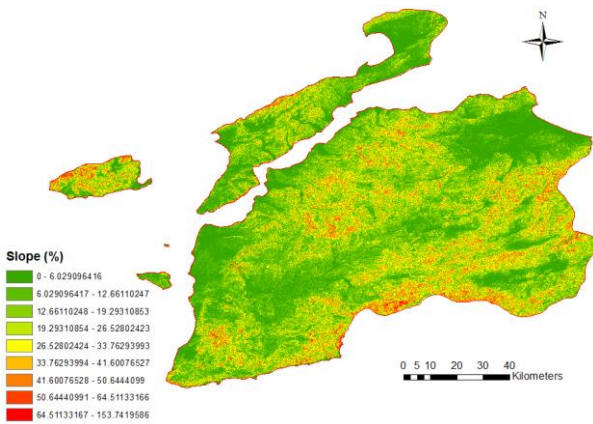 N
Slope (%)
0 - 6.029096416
6.029096417 - 12.66110247
12.66110248 - 19.29310853
19.29310854 - 26.52802423
26.52802424 - 33.76293993
33.76293994 - 41.60076527
41.60076528 - 50.6444099
50.64440991 - 64.51133166
64.51133167 - 153.7419586
0 5 10 20 30 40
Kilometers